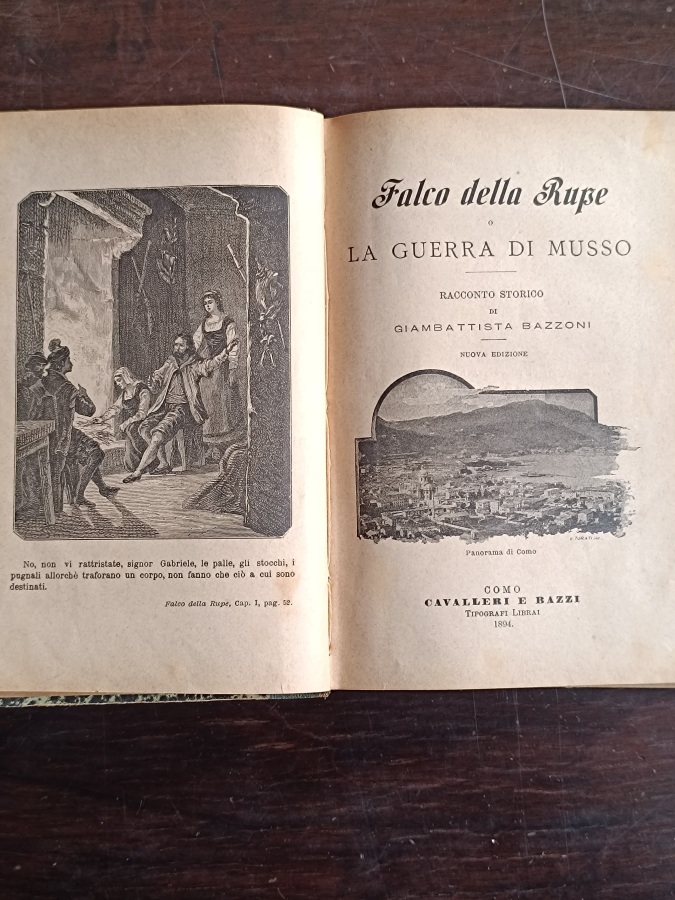 No, non vi rattristate, signor Gabriele, le palle, gli stocchi, i
pugnali allorchè traforano un corpo, non fanno che ciò a cui sono
destinati.
Falco della Rupe, Cap. I, pag. 52.
Falco della Rupe
o
LA GUERRA DI MUSSO
RACCONTO STORICO
DI
GIAMBATTISTA BAZZONI
NUOVA EDIZIONE
Panorama di Como
COMO
CAVALLERI E BAZZI
TIPOGRAFI LIBRAI
1894.